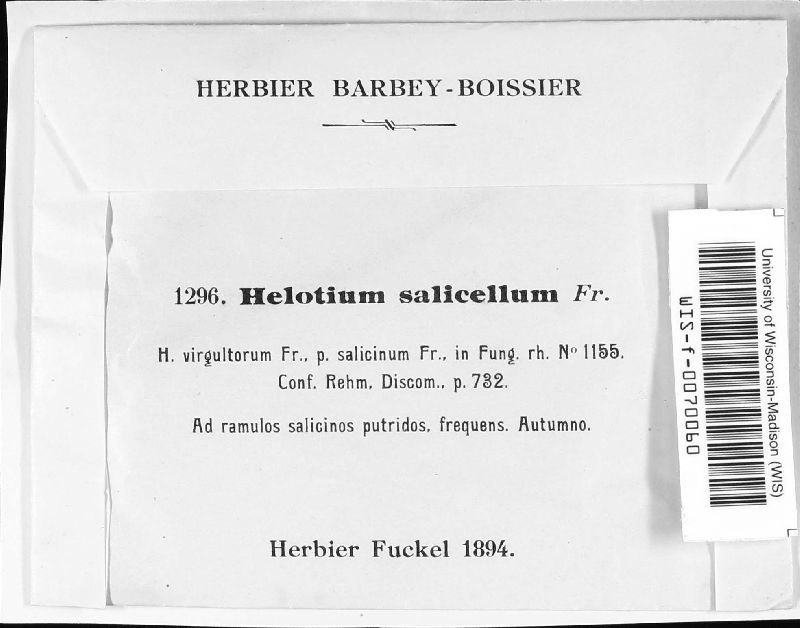 HERBIER BARBEY-BOISSIER
1296. Helotium salicellum Fr.
H. virgultorum Fr., p. salicinum Fr., in Fung. rh. No 1155.
Conf. Rehm, Discom., p. 782.
Ad ramulos salicinos putridos, frequens. Autumno.
Herbier Fuckel 1894.
University of Wisconsin-Madison (WIS)
WIS-f-0070060